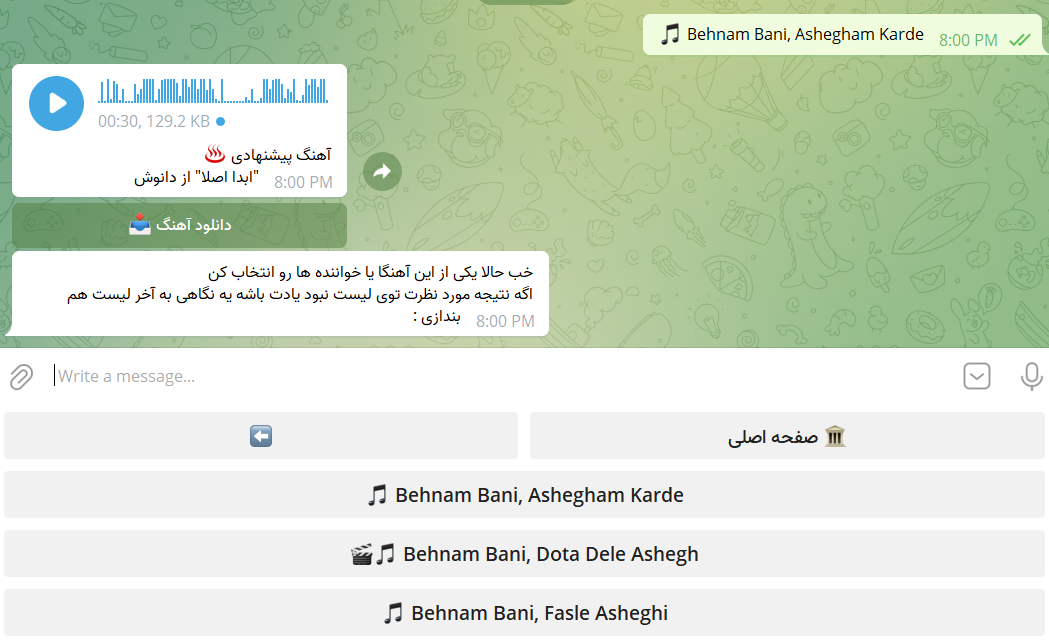 🎵 Behnam Bani, Ashegham Karde 8:00 PM
00:30, 129.2 KB
آهنگ پیشنهادی ♨️
"ابدا اصلا" از دانوش 8:00 PM
دانلود آهنگ 📥
خب حالا یکی از این آهنگا یا خواننده ها رو انتخاب کن
اگه نتیجه مورد نظرت توی لیست نبود یادت باشه یه نگاهی به آخر لیست هم
بندازی : 8:00 PM
Write a message...
⬅️
🏛 صفحه اصلی
🎵 Behnam Bani, Ashegham Karde
🎬🎵 Behnam Bani, Dota Dele Ashegh
🎵 Behnam Bani, Fasle Asheghi